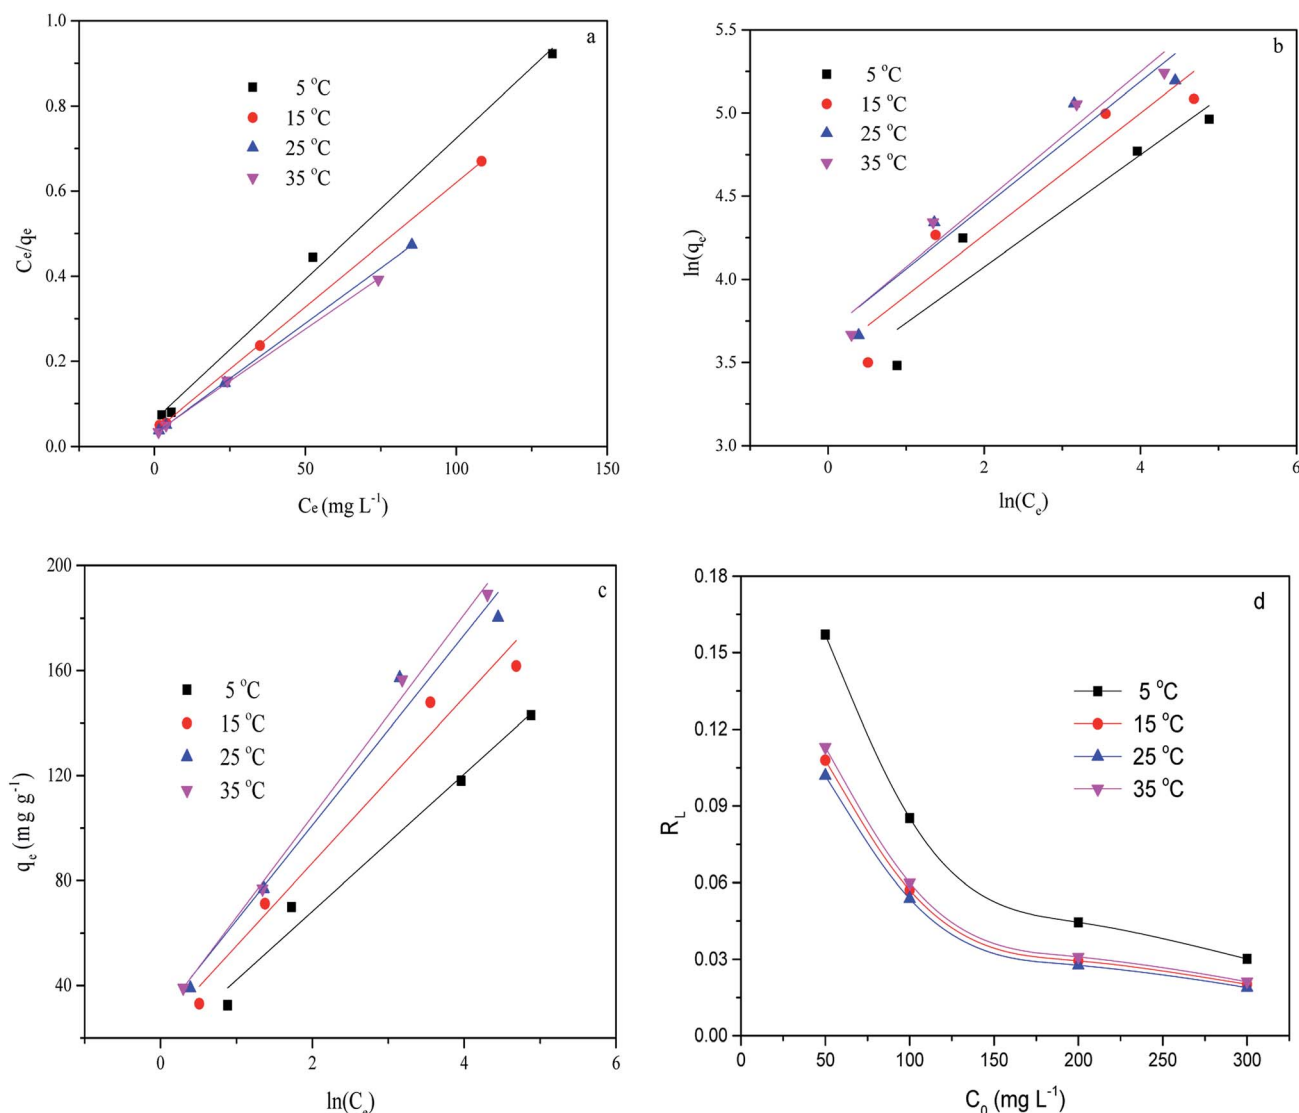 a
1.0
0.8
0.6
0.4
0.2
0.0
0
50
100
150
5 °C
15 °C
25 °C
35 °C
Ce/qe
Ce (mg L-1)
b
5.5
5.0
4.5
4.0
3.5
3.0
0
2
4
6
5 °C
15 °C
25 °C
35 °C
ln(qe)
ln(Ce)
c
200
160
120
80
40
0
2
4
6
5 °C
15 °C
25 °C
35 °C
qe (mg g-1)
ln(Ce)
d
0.18
0.15
0.12
0.09
0.06
0.03
0.00
0
50
100
150
200
250
300
5 °C
15 °C
25 °C
35 °C
RL
C0 (mg L-1)